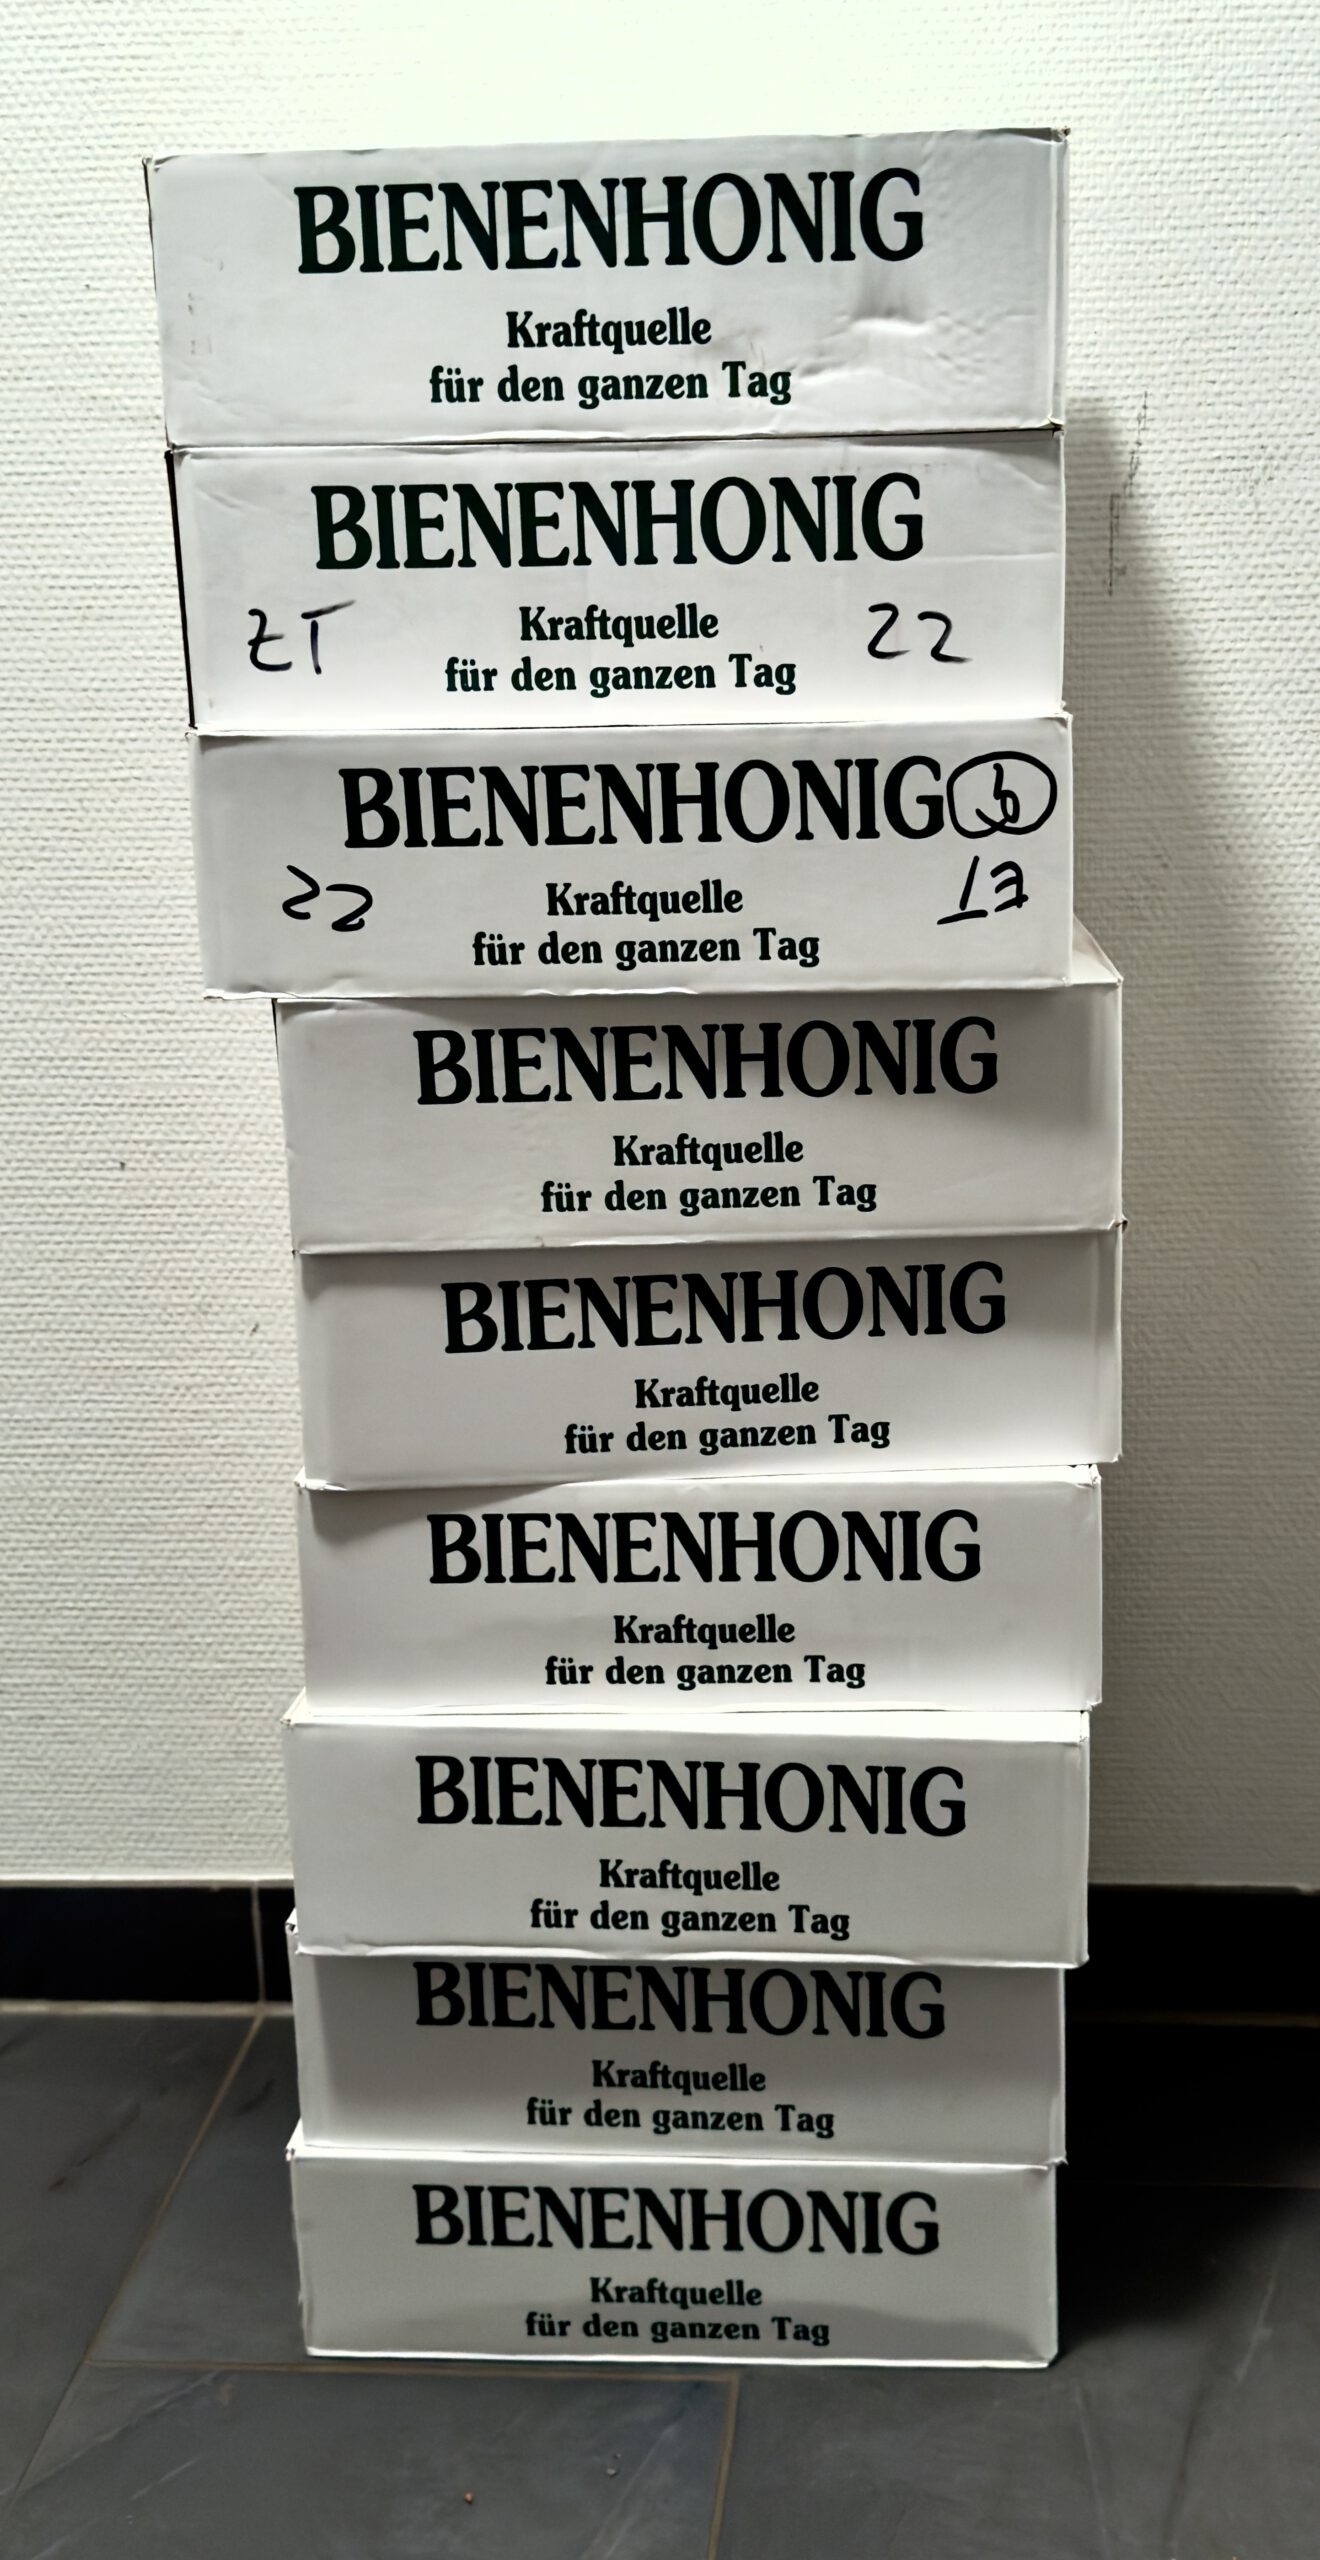 BIENENHONIG
Kraftquelle
für den ganzen Tag
BIENENHONIG
ZT Kraftquelle 22
für den ganzen Tag
BIENENHONIG
22 Kraftquelle
für den ganzen Tag
BIENENHONIG
Kraftquelle
für den ganzen Tag
BIENENHONIG
Kraftquelle
für den ganzen Tag
BIENENHONIG
Kraftquelle
für den ganzen Tag
BIENENHONIG
Kraftquelle
für den ganzen Tag
BIENENHONIG
Kraftquelle
für den ganzen Tag
BIENENHONIG
Kraftquelle
für den ganzen Tag